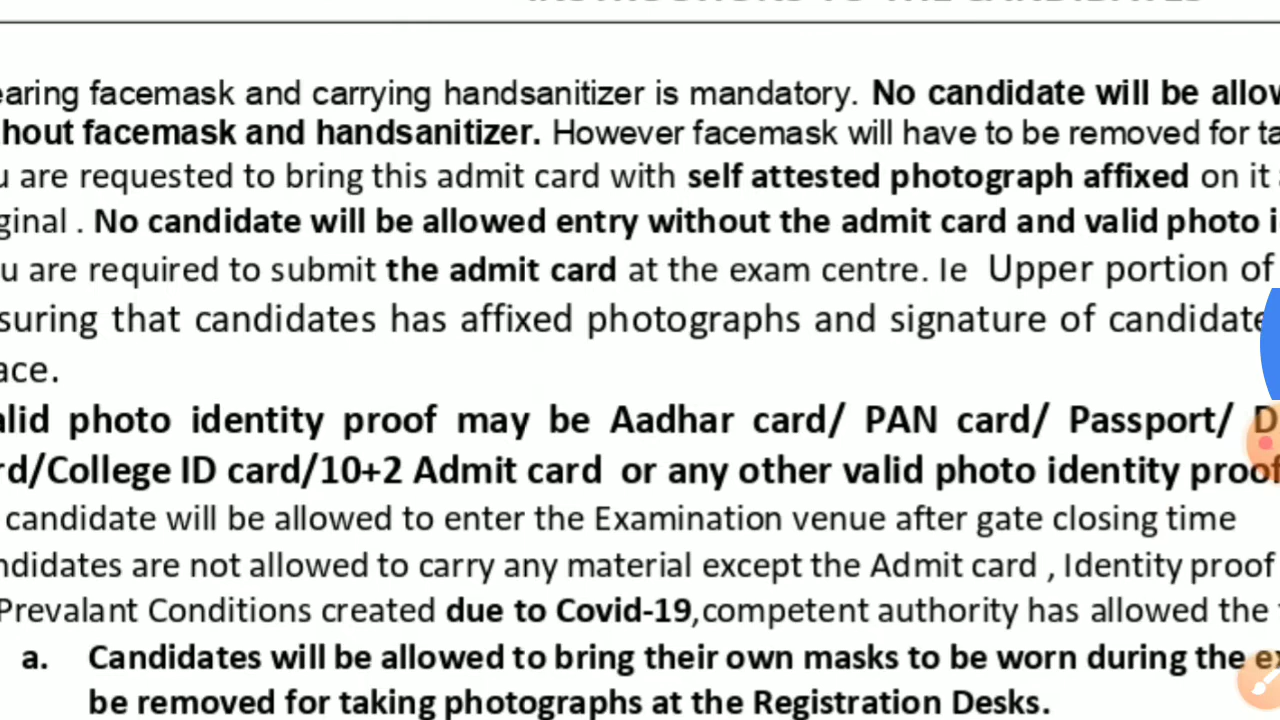 INSTRUCTIONS TO THE CANDIDATES
earing facemask and carrying handsanitizer is mandatory. No candidate will be allow
hout facemask and handsanitizer. However facemask will have to be removed for ta
u are requested to bring this admit card with self attested photograph affixed on it
ginal . No candidate will be allowed entry without the admit card and valid photo i
u are required to submit the admit card at the exam centre. Ie Upper portion of
suring that candidates has affixed photographs and signature of candidate
ace.
alid photo identity proof may be Aadhar card/ PAN card/ Passport/ D
rd/College ID card/10+2 Admit card or any other valid photo identity proof
candidate will be allowed to enter the Examination venue after gate closing time
ndidates are not allowed to carry any material except the Admit card , Identity proof
Prevalant Conditions created due to Covid-19,competent authority has allowed the
a. Candidates will be allowed to bring their own masks to be worn during the ex
be removed for taking photographs at the Registration Desks.